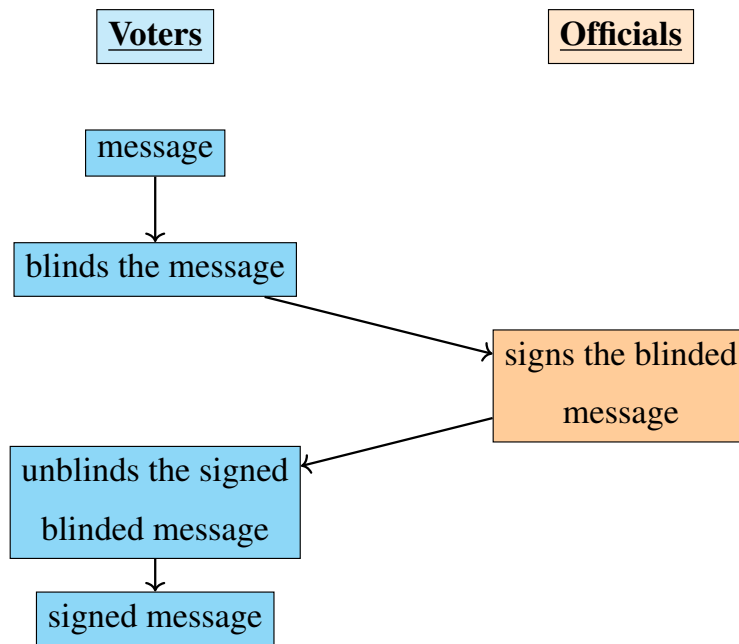 Voters
Officials
message
blinds the message
signs the blinded
message
unblinds the signed
blinded message
signed message